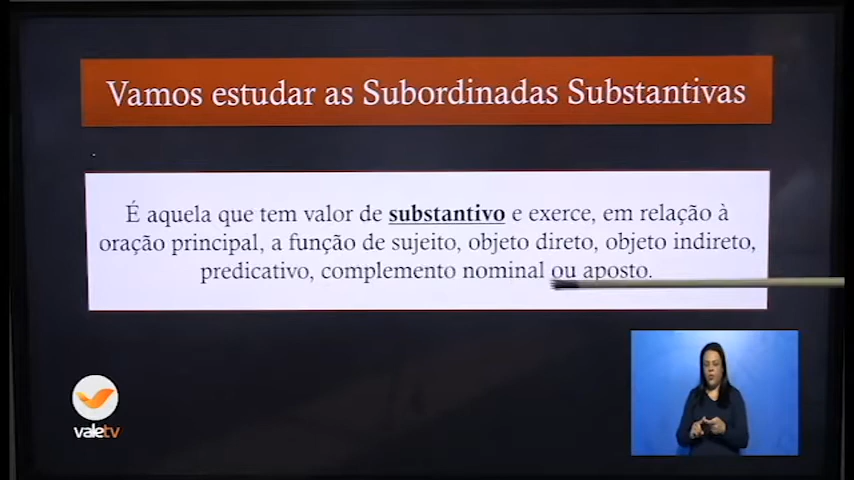 Vamos estudar as Subordinadas Substantivas
É aquela que tem valor de substantivo e exerce, em relação à
oração principal, a função de sujeito, objeto direto, objeto indireto,
predicativo, complemento nominal ou aposto.
valetv